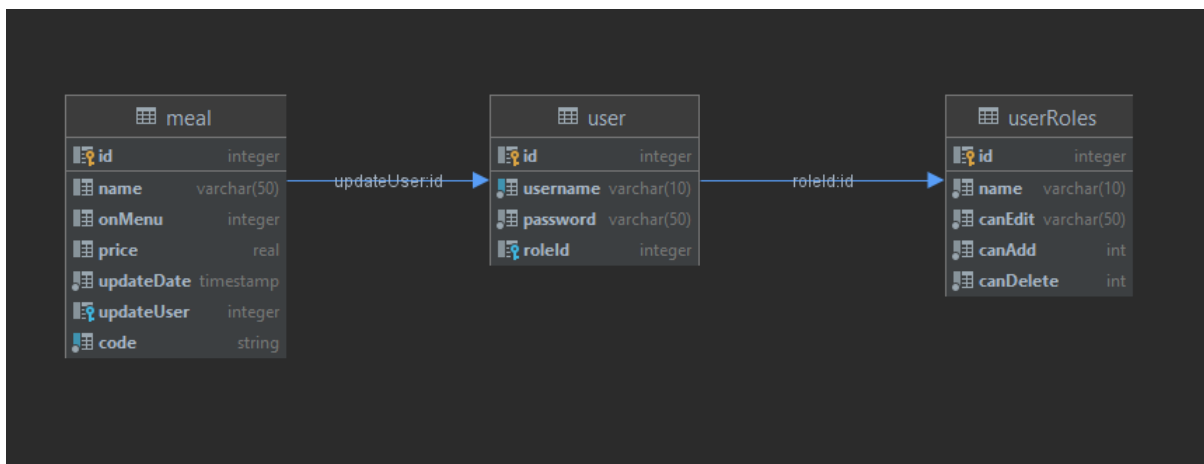 meal
id integer
name varchar(50)
onMenu integer
price real
updateDate timestamp
updateUser integer
code string
updateUser:id
user
id integer
username varchar(10)
password varchar(50)
roleId integer
roleId:id
userRoles
id integer
name varchar(10)
canEdit varchar(50)
canAdd int
canDelete int